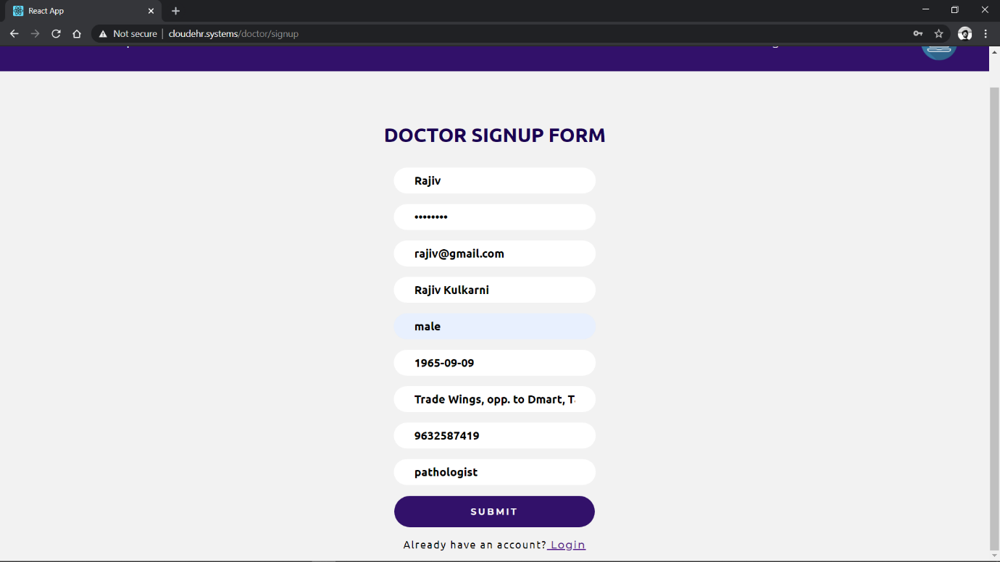 React App
Not secure | cloudehr.systems/doctor/signup
DOCTOR SIGNUP FORM
Rajiv
••••••••
rajiv@gmail.com
Rajiv Kulkarni
male
1965-09-09
Trade Wings, opp. to Dmart,
9632587419
pathologist
SUBMIT
Already have an account? Login